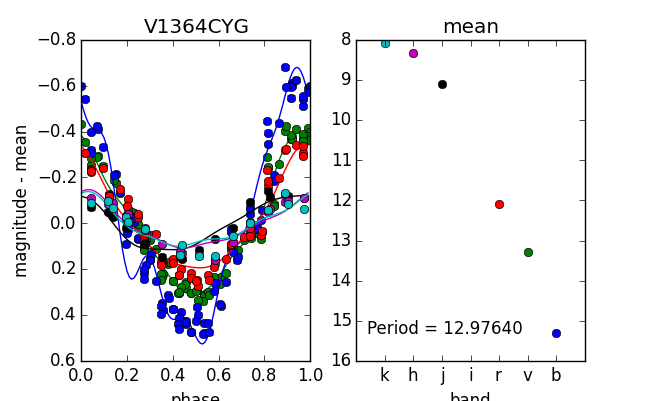 V1364CYG
mean
magnitude - mean
−0.8
−0.6
−0.4
−0.2
0.0
0.2
0.4
0.6
0.0 0.2 0.4 0.6 0.8 1.0
phase
8
9
10
11
12
13
14
15
16
Period = 12.97640
k h j i r v b
band